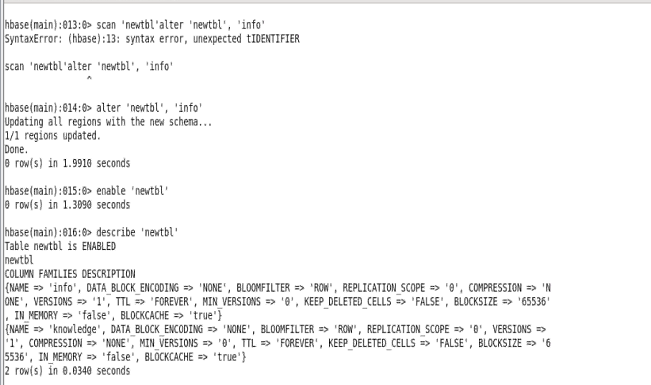 hbase(main):013:0> scan 'newtbl'alter 'newtbl', 'info'
SyntaxError: (hbase):13: syntax error, unexpected tIDENTIFIER
scan 'newtbl'alter 'newtbl', 'info'
^
hbase(main):014:0> alter 'newtbl', 'info'
Updating all regions with the new schema...
1/1 regions updated.
Done.
0 row(s) in 1.9910 seconds
hbase(main):015:0> enable 'newtbl'
0 row(s) in 1.3090 seconds
hbase(main):016:0> describe 'newtbl'
Table newtbl is ENABLED
newtbl
COLUMN FAMILIES DESCRIPTION
{NAME => 'info', DATA_BLOCK_ENCODING => 'NONE', BLOOMFILTER => 'ROW', REPLICATION_SCOPE => '0', COMPRESSION => 'N
ONE', VERSIONS => '1', TTL => 'FOREVER', MIN_VERSIONS => '0', KEEP_DELETED_CELLS => 'FALSE', BLOCKSIZE => '65536'
, IN_MEMORY => 'false', BLOCKCACHE => 'true'}
{NAME => 'knowledge', DATA_BLOCK_ENCODING => 'NONE', BLOOMFILTER => 'ROW', REPLICATION_SCOPE => '0', VERSIONS =>
'1', COMPRESSION => 'NONE', MIN_VERSIONS => '0', TTL => 'FOREVER', KEEP_DELETED_CELLS => 'FALSE', BLOCKSIZE => '6
5536', IN_MEMORY => 'false', BLOCKCACHE => 'true'}
2 row(s) in 0.0340 seconds